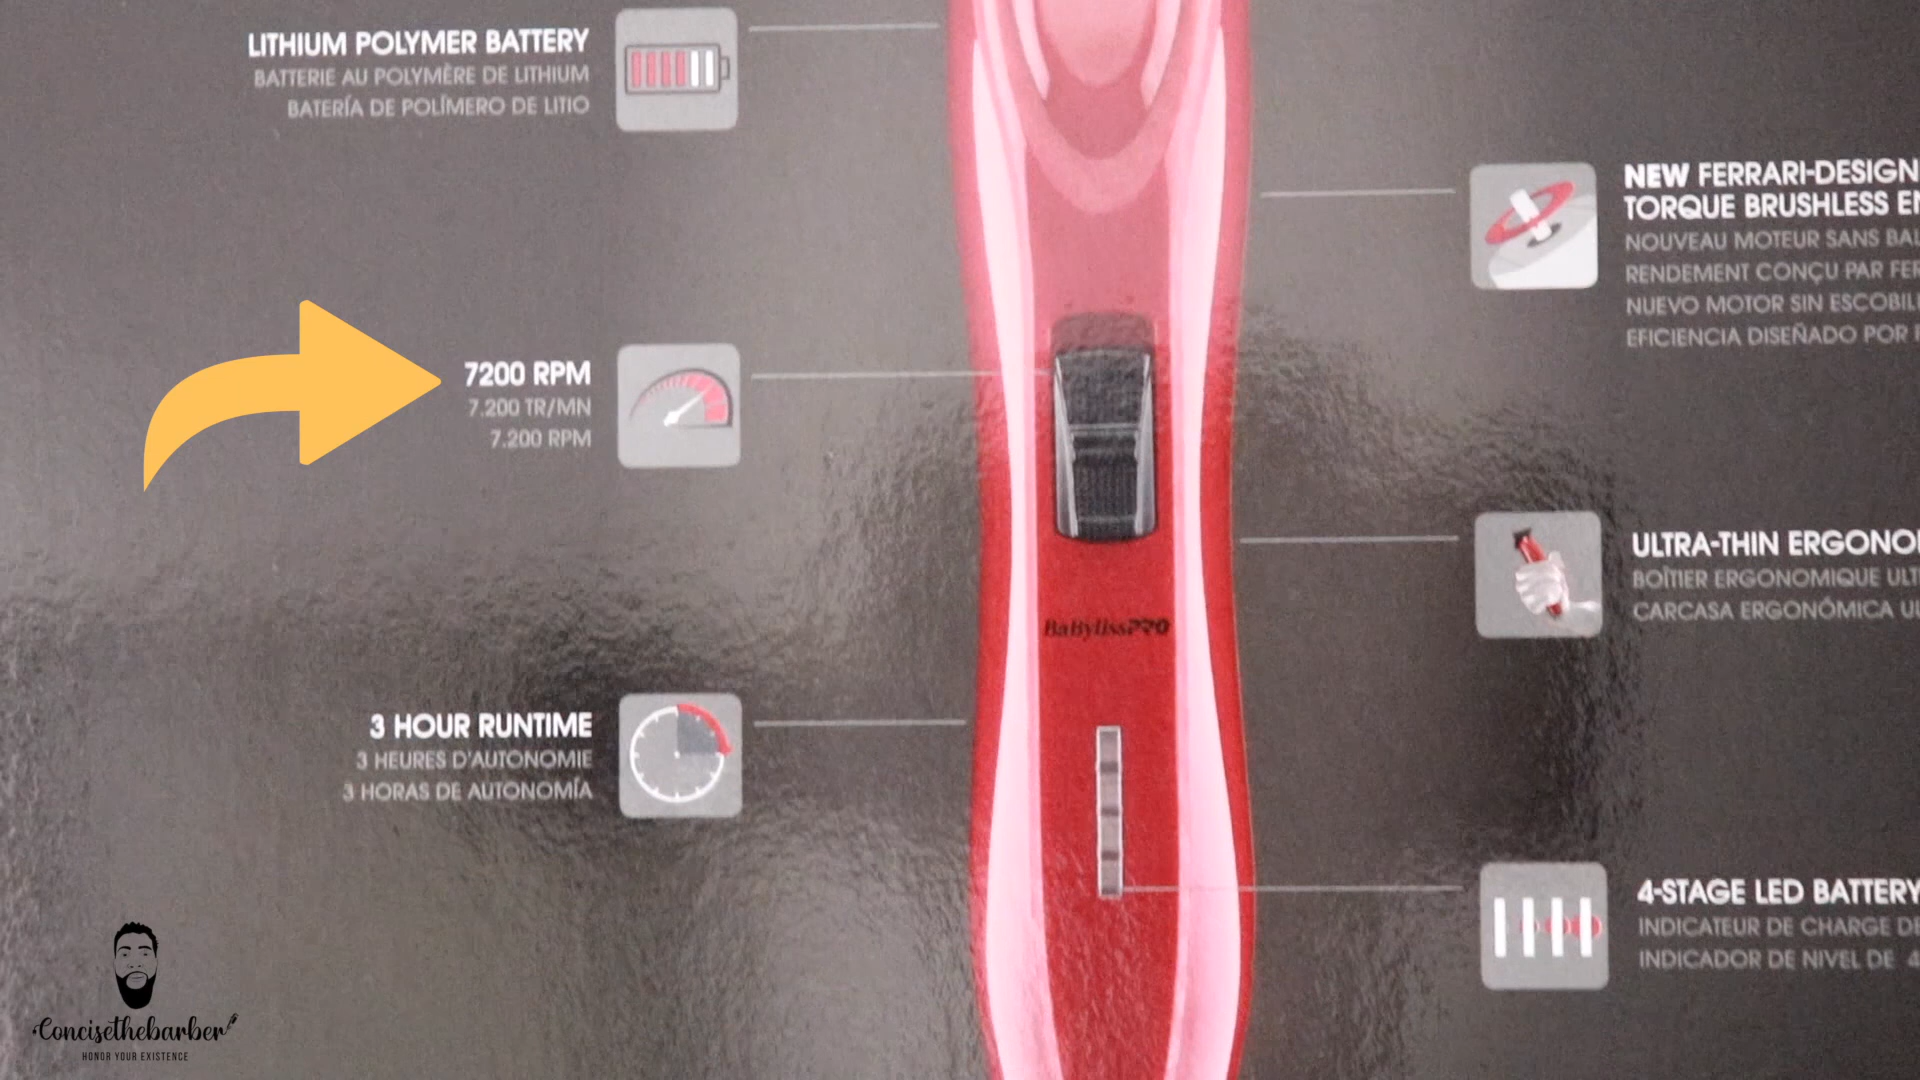 LITHIUM POLYMER BATTERY
BATTERIE AU POLYMÈRE DE LITHIUM
BATERÍA DE POLÍMERO DE LITIO
7200 RPM
7.200 TR/MN
7.200 RPM
3 HOUR RUNTIME
3 HEURES D'AUTONOMIE
3 HORAS DE AUTONOMÍA
BaBylissPRO
NEW FERRARI-DESIGN
TORQUE BRUSHLESS
NOUVEAU MOTEUR SANS
RENDEMENT CONÇU PAR
NUEVO MOTOR SIN
EFICIENCIA DISEÑADO POR
ULTRA-THIN
BOÎTIER ERGONOMIQUE
CARCASA ERGONÓMICA
4-STAGE LED BATTERY
INDICATEUR DE CHARGE
INDICADOR DE NIVEL DE 4
Concisethebarber
HONOR YOUR EXISTENCE